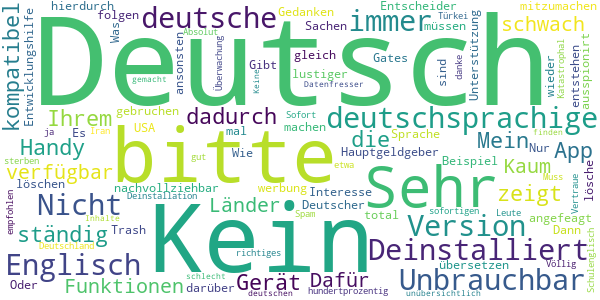 hierdurch
Gedanken
Entscheider
mitzumachen
folgen
deutsche
Sachen
immer
Türkei
müssen
schwach
kompatibel
Entwicklungshilfe
Was
Absolut
ansonsten
Überwachung
Gibt
gleich
Gates
Unterstützung
wieder
Katastrophal
entstehen
ausspioniert
Deutsch
lustiger
sind
danke
gemacht
Keine
Datenfresser
Sofort
Ihrem
gebruchen
dadurch
deutschsprachige
ja
Es
Iran
USA
mal
machen
die
Sprache
Mein
Nur
App
finden
Handy
bitte
Wie
Hauptgeldgeber
Beispiel
Kaum
Vertraue
lösche
sterben
verfügbar
gut
etwa
Sehr
zeigt
Muss
löschen
nachvollziehbar
werbung
Interesse
Deutscher
empfohlen
Nicht
Deinstallation
Kein
Länder
total
Version
sofortigen
Leute
angefragt
Dann
Schulenglisch
Inhalte
ständig
Trash
Spam
Deinstalliert
Völlig
Deutschland
Englisch
richtiges
darüber
Gerät
Dafür
übersetzen
Unbrauchbar
Oder
Funktionen
schlecht
deutschen
hundertprozentig
unübersichtlich